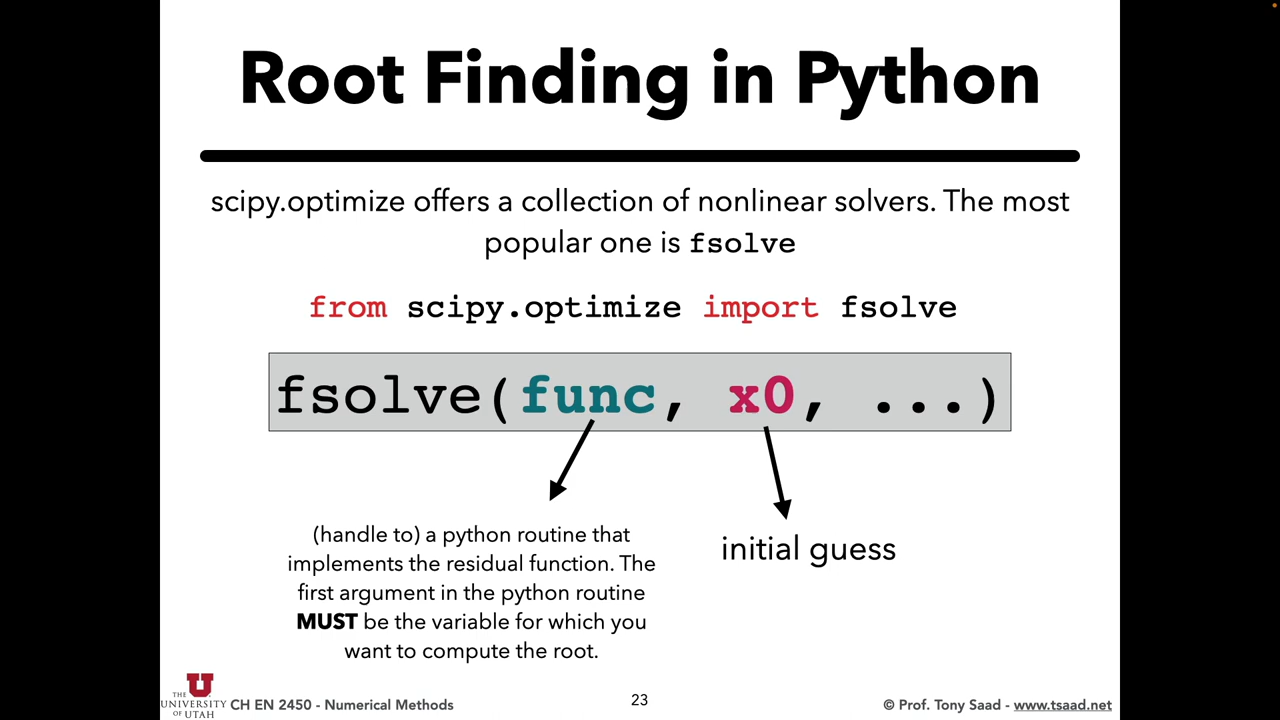 Root Finding in Python
scipy.optimize offers a collection of nonlinear solvers. The most
popular one is fsolve
from scipy.optimize import fsolve
fsolve(func, x0, ...)
(handle to) a python routine that
implements the residual function. The
first argument in the python routine
MUST be the variable for which you
want to compute the root.
initial guess
THE
UNIVERSITY
OF UTAH
CH EN 2450 - Numerical Methods
23
© Prof. Tony Saad - www.tsaad.net